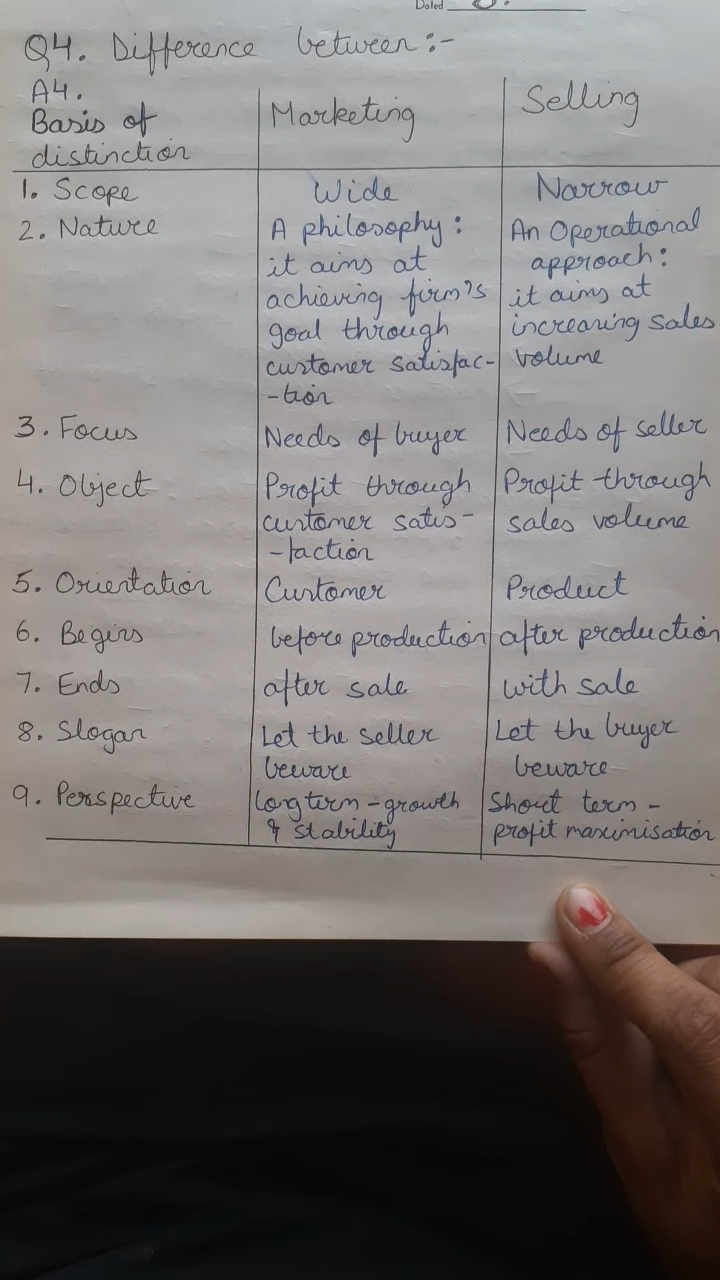 Dated
Q4. Difference between:-
A4.
Basis of distinction | Marketing | Selling
1. Scope | Wide | Narrow
2. Nature | A philosophy: | An Operational
it aims at | approach:
achieving firm's | it aims at
goal through | increasing sales
customer satisfac- | volume
-tion
3. Focus | Needs of buyer | Needs of seller
4. Object | Profit through | Profit through
customer satis- | sales volume
-faction
5. Orientation | Customer | Product
6. Begins | before production | after production
7. Ends | after sale | with sale
8. Slogan | Let the seller | Let the buyer
beware | beware
9. Perspective | Long term - growth | Short term -
& stability | profit maximisation